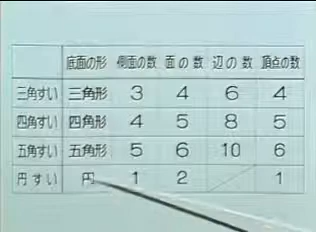 底面の形 側面の数 面の数 辺の数 頂点の数
三角すい 三角形 3 4 6 4
四角すい 四角形 4 5 8 5
五角すい 五角形 5 6 10 6
円すい 円 1 2 1